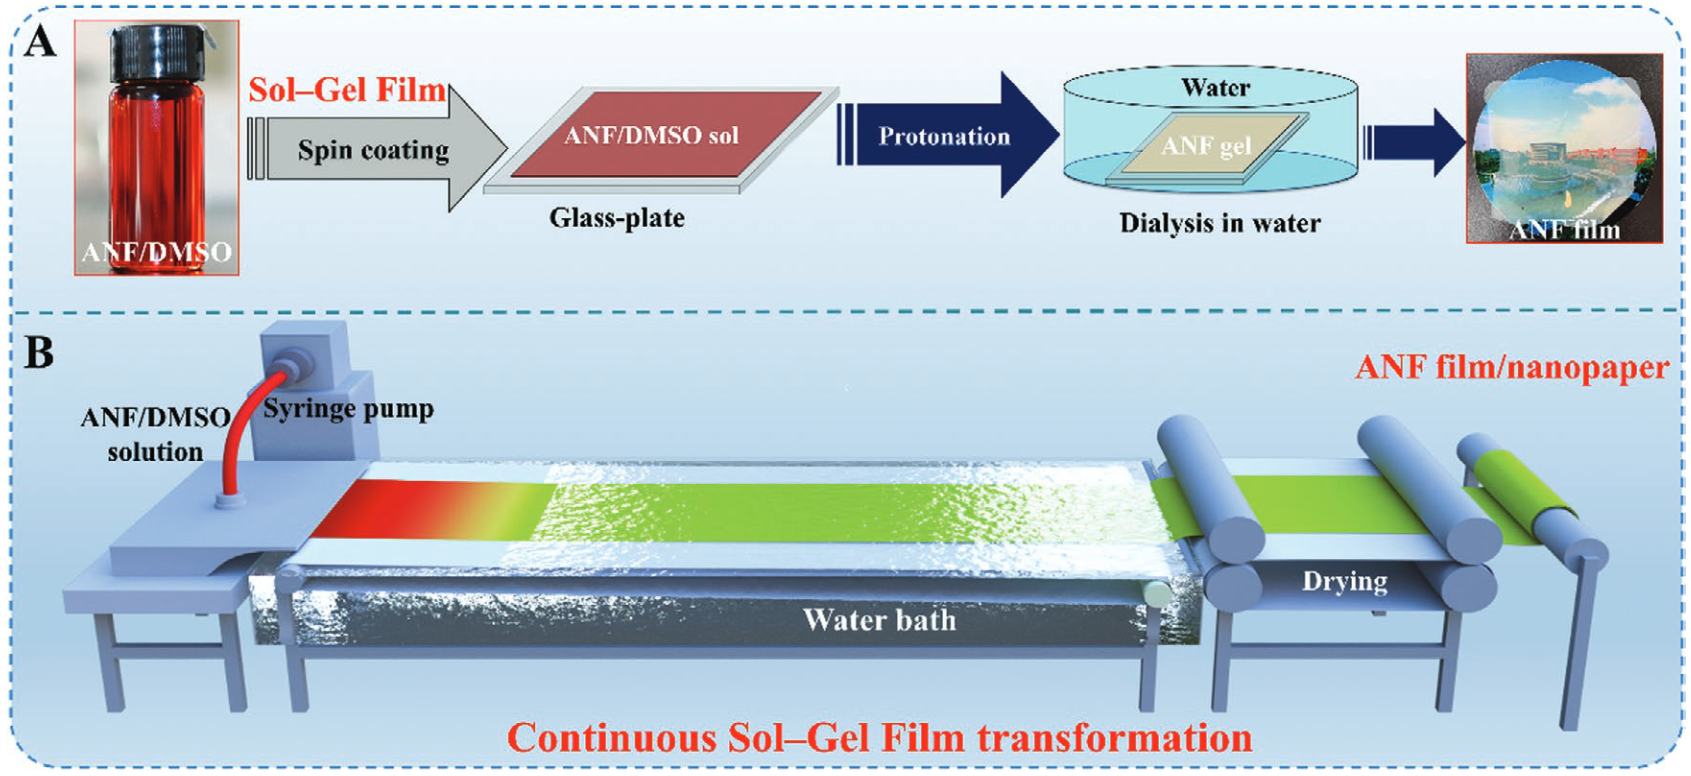 A
Sol–Gel Film
Spin coating
ANF/DMSO
ANF/DMSO sol
Glass-plate
Protonation
Water
ANF gel
Dialysis in water
ANF film
B
ANF/DMSO
solution
Syringe pump
ANF film/nanopaper
Drying
Water bath
Continuous Sol–Gel Film transformation